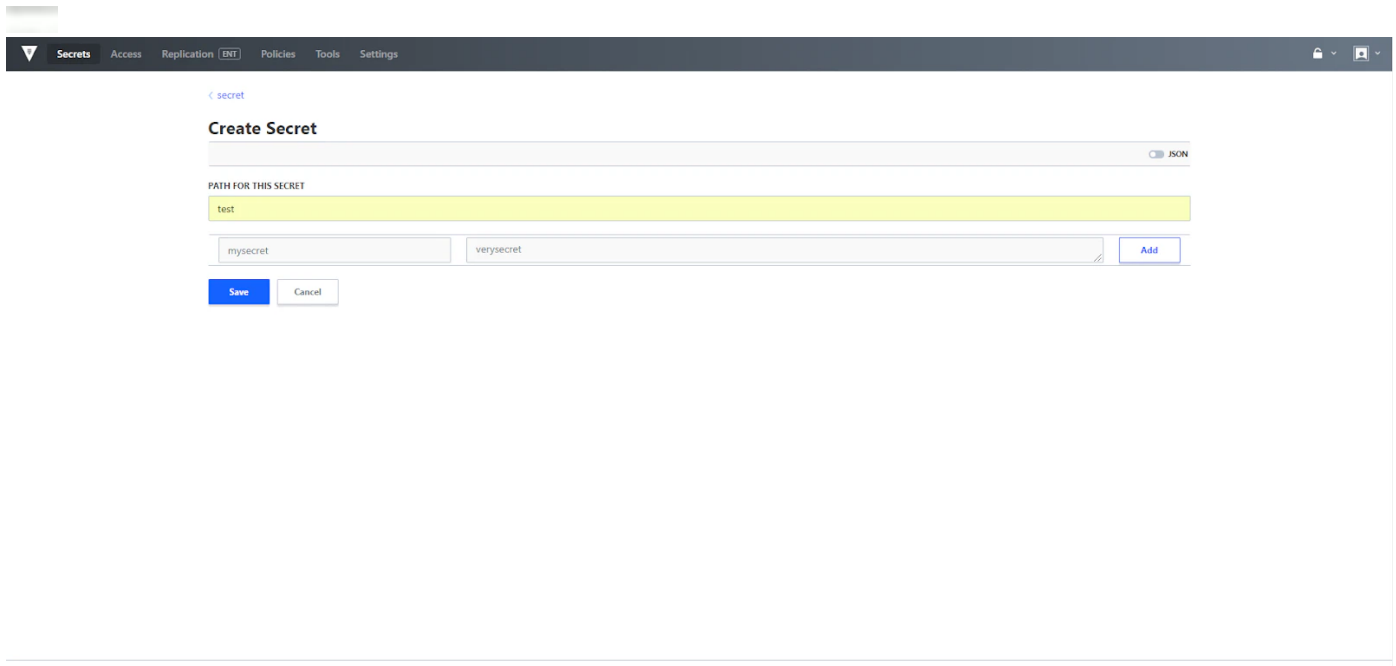 Secrets Access Replication ENT Policies Tools Settings
secret
Create Secret
JSON
PATH FOR THIS SECRET
test
mysecret verysecret Add
Save Cancel